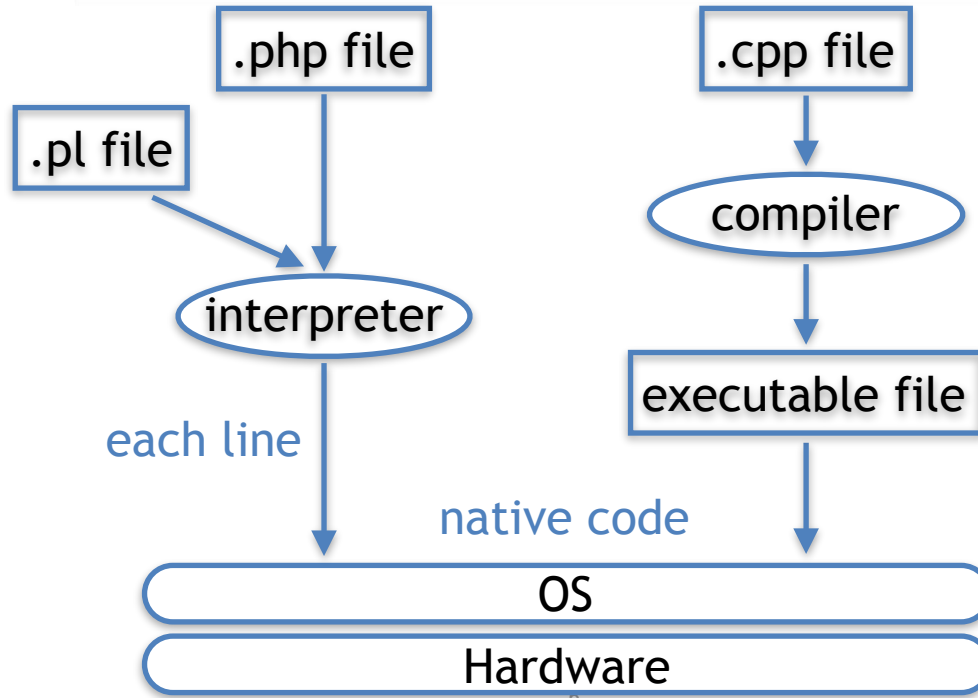 .php file
.cpp file
.pl file
compiler
interpreter
executable file
each line
native code
OS
Hardware